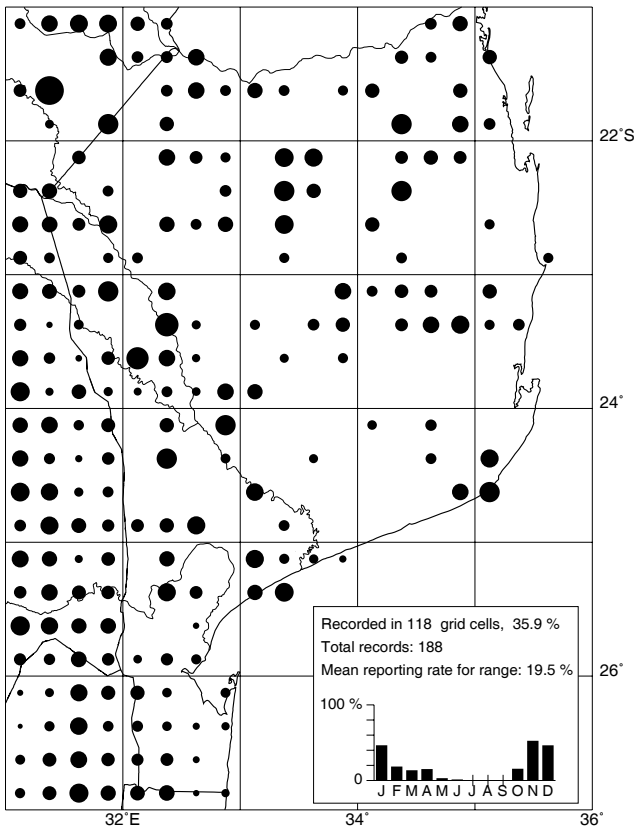 22°S
24°
Recorded in 118 grid cells, 35.9 %
Total records: 188
Mean reporting rate for range: 19.5 %
26°
100 %
0
J F M A M J J A S O N D
32°E 34° 36°